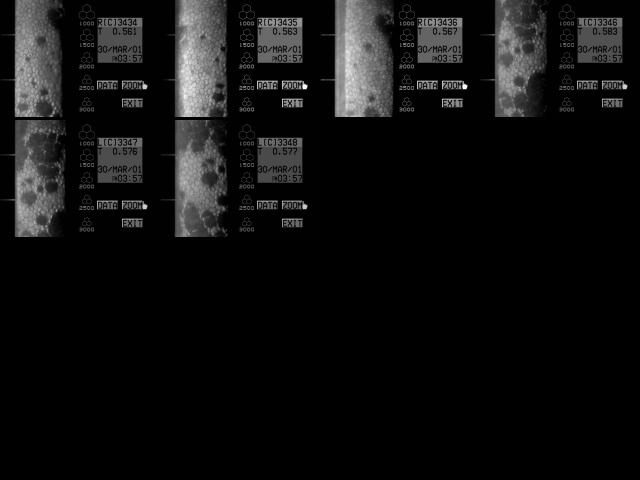 R(C)3434
T 0.561
30/MAR/01
PM03:57
1000
1500
2000
2500
3000
DATA ZOOM
EXIT
R(C)3435
T 0.563
30/MAR/01
PM03:57
1000
1500
2000
2500
3000
DATA ZOOM
EXIT
R(C)3436
T 0.567
30/MAR/01
PM03:57
1000
1500
2000
2500
3000
DATA ZOOM
EXIT
L(C)3346
T 0.583
30/MAR/01
PM03:57
1000
1500
2000
2500
3000
DATA ZOOM
EXIT
L(C)3347
T 0.576
30/MAR/01
PM03:57
1000
1500
2000
2500
3000
DATA ZOOM
EXIT
L(C)3348
T 0.577
30/MAR/01
PM03:57
1000
1500
2000
2500
3000
DATA ZOOM
EXIT